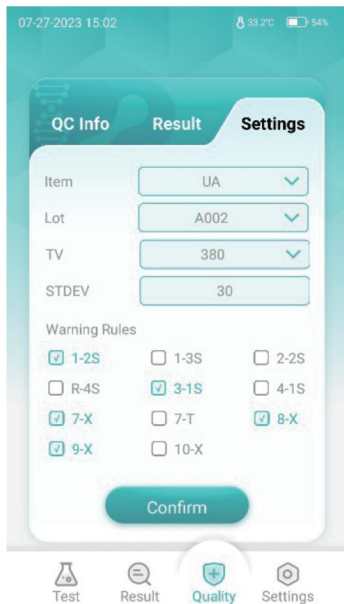 07-27-2023 15:02 33.2°C 54%
QC Info Result Settings
Item UA
Lot A002
TV 380
STDEV 30
Warning Rules
1-2S 1-3S 2-2S
R-4S 3-1S 4-1S
7-X 7-T 8-X
9-X 10-X
Confirm
Test Result Quality Settings